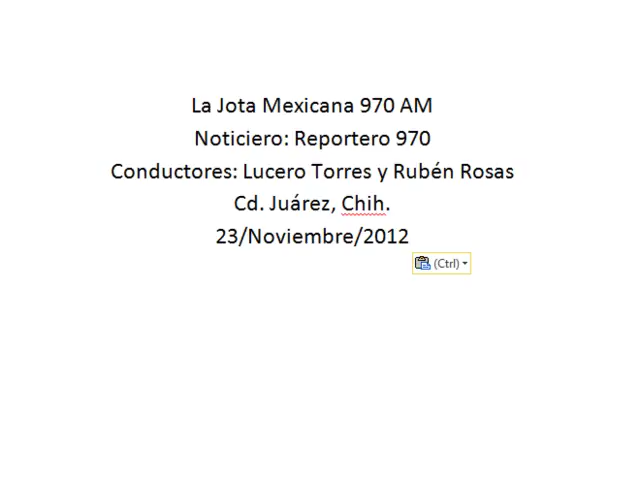 La Jota Mexicana 970 AM
Noticiero: Reportero 970
Conductores: Lucero Torres y Rubén Rosas
Cd. Juárez, Chih.
23/Noviembre/2012
(Ctrl)